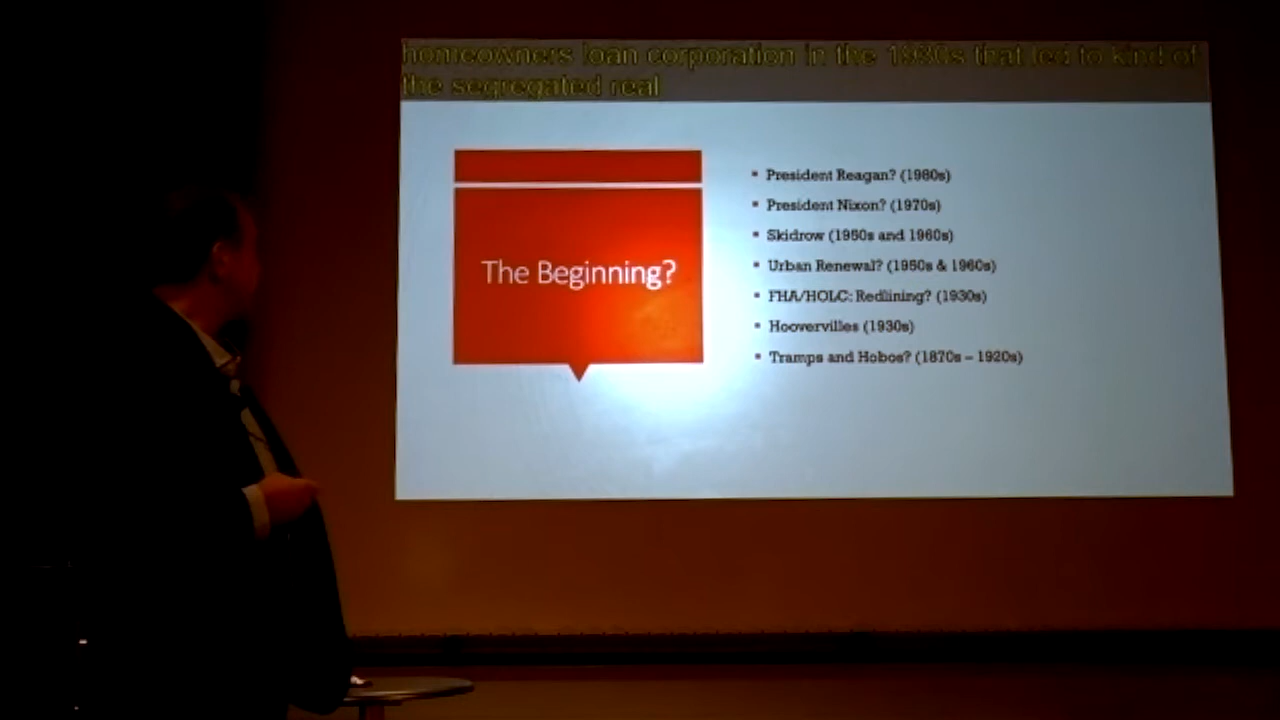 homeowners loan corporation in the 1930s that led to kind of
the segregated real
The Beginning?
▪ President Reagan? (1980s)
▪ President Nixon? (1970s)
▪ Skidrow (1950s and 1960s)
▪ Urban Renewal? (1950s & 1960s)
▪ FHA/HOLC: Redlining? (1930s)
▪ Hoovervilles (1930s)
▪ Tramps and Hobos? (1870s – 1920s)